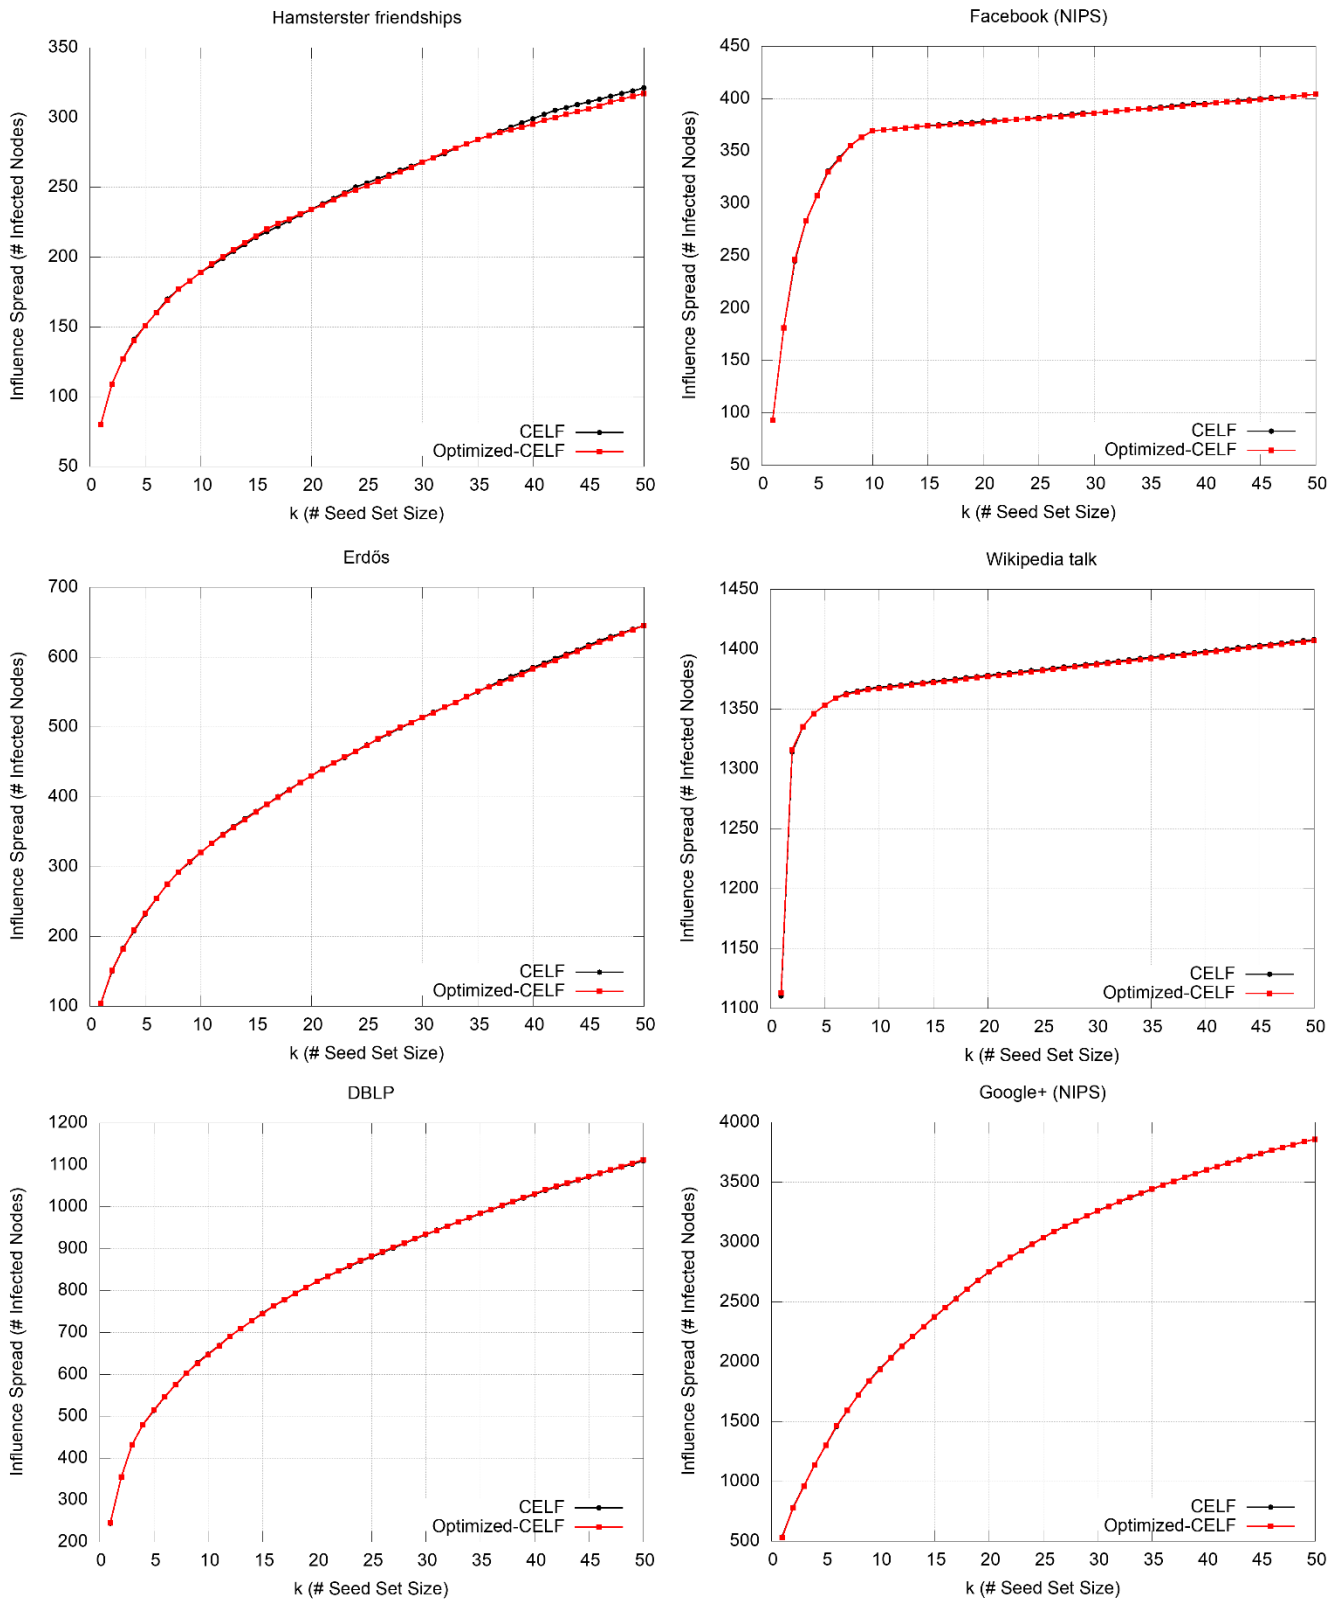 Hamsterster friendships
350
300
250
200
150
100
50
Influence Spread (# Infected Nodes)
CELF
Optimized-CELF
0 5 10 15 20 25 30 35 40 45 50
k (# Seed Set Size)
Facebook (NIPS)
450
400
350
300
250
200
150
100
50
Influence Spread (# Infected Nodes)
CELF
Optimized-CELF
0 5 10 15 20 25 30 35 40 45 50
k (# Seed Set Size)
Erdös
700
600
500
400
300
200
100
Influence Spread (# Infected Nodes)
CELF
Optimized-CELF
0 5 10 15 20 25 30 35 40 45 50
k (# Seed Set Size)
Wikipedia talk
1450
1400
1350
1300
1250
1200
1150
1100
Influence Spread (# Infected Nodes)
CELF
Optimized-CELF
0 5 10 15 20 25 30 35 40 45 50
k (# Seed Set Size)
DBLP
1200
1100
1000
900
800
700
600
500
400
300
200
Influence Spread (# Infected Nodes)
CELF
Optimized-CELF
0 5 10 15 20 25 30 35 40 45 50
k (# Seed Set Size)
Google+ (NIPS)
4000
3500
3000
2500
2000
1500
1000
500
Influence Spread (# Infected Nodes)
CELF
Optimized-CELF
0 5 10 15 20 25 30 35 40 45 50
k (# Seed Set Size)